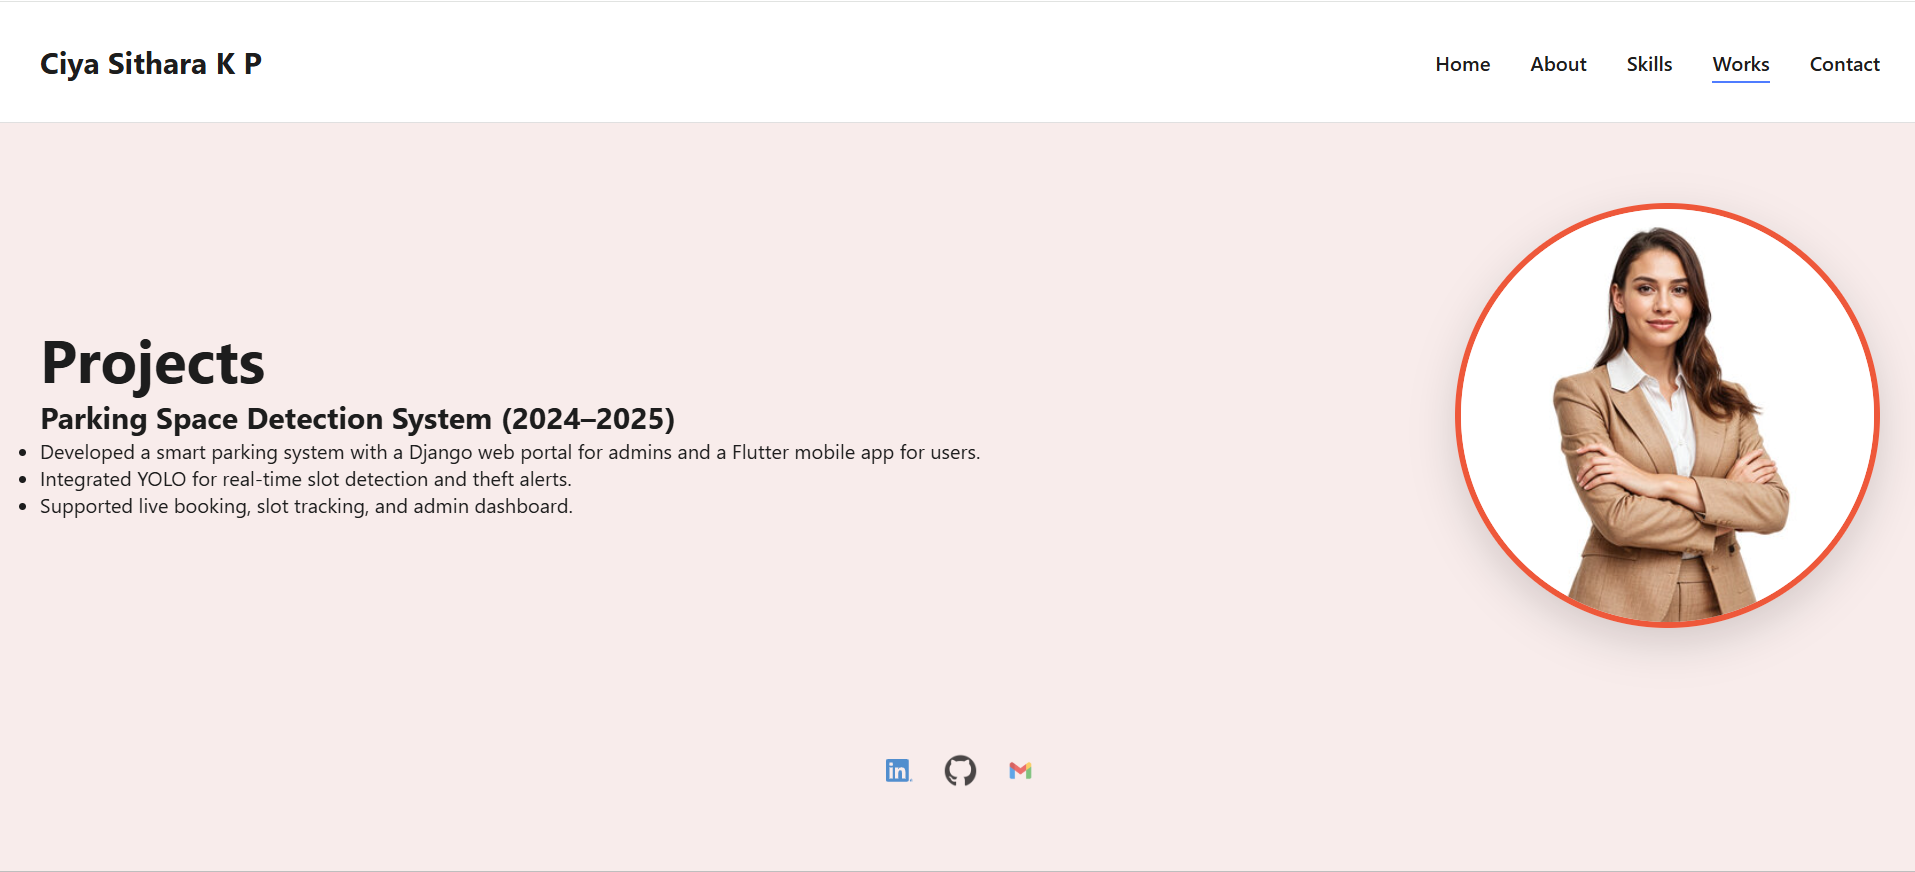 Ciya Sithara K P
Home About Skills Works Contact
Projects
Parking Space Detection System (2024–2025)
• Developed a smart parking system with a Django web portal for admins and a Flutter mobile app for users.
• Integrated YOLO for real-time slot detection and theft alerts.
• Supported live booking, slot tracking, and admin dashboard.
in